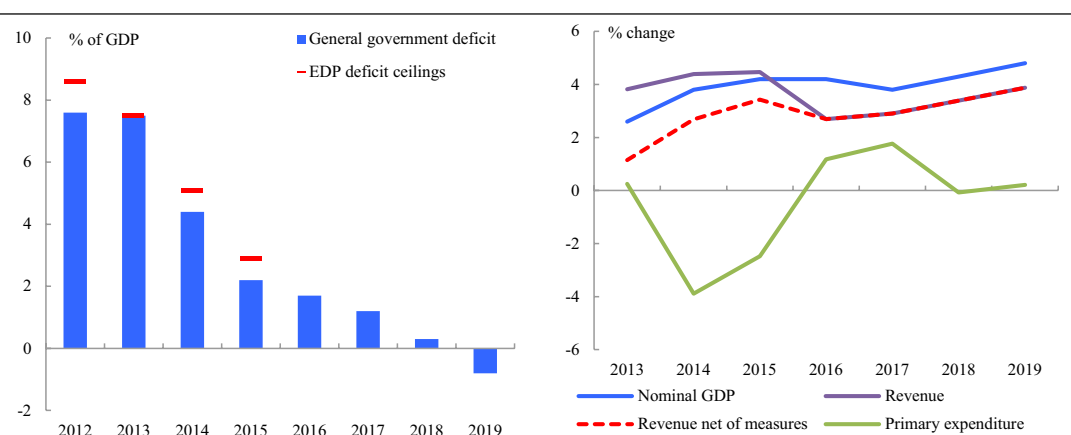 % of GDP
General government deficit
EDP deficit ceilings
10
8
6
4
2
0
-2
2012 2013 2014 2015 2016 2017 2018 2019
% change
6
4
2
0
-2
-4
-6
2013 2014 2015 2016 2017 2018 2019
Nominal GDP Revenue
Revenue net of measures Primary expenditure